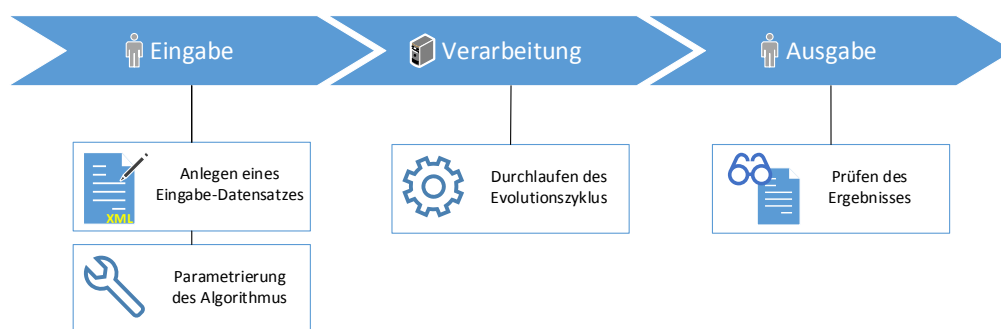 Eingabe
Verarbeitung
Ausgabe
Anlegen eines
Eingabe-Datensatzes
XML
Parametrierung
des Algorithmus
Durchlaufen des
Evolutionszyklus
Prüfen des
Ergebnisses